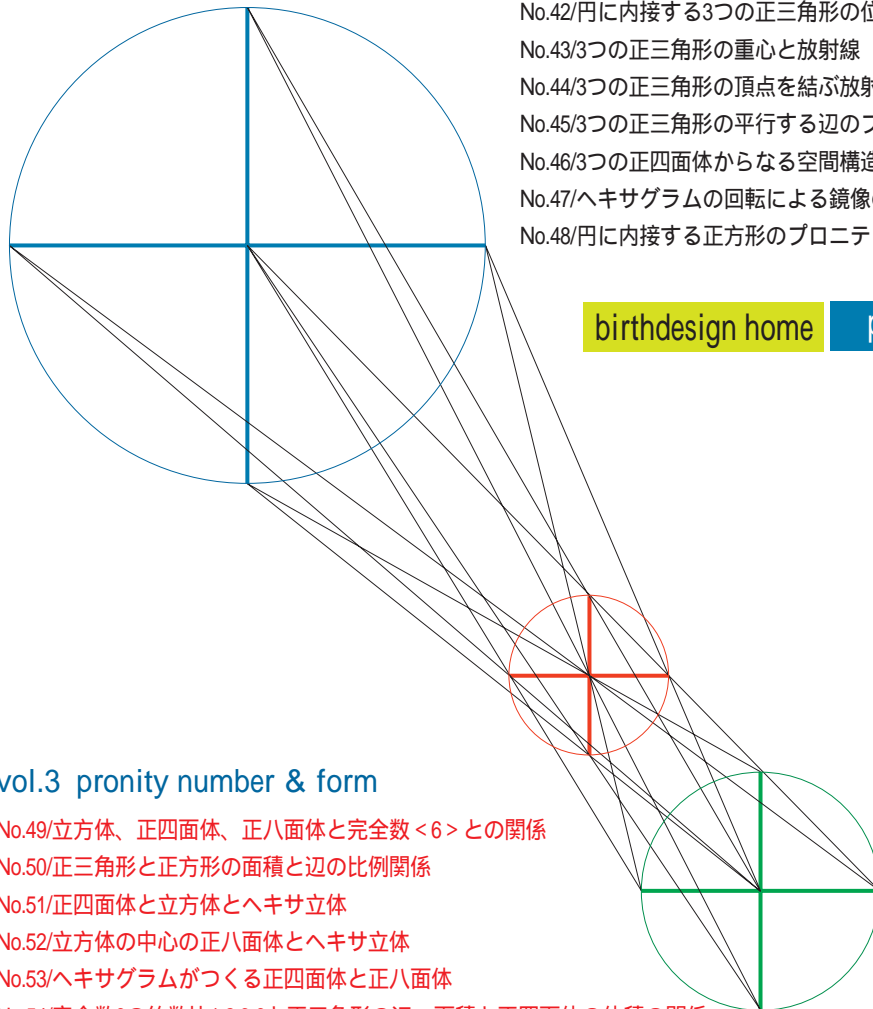 No.42/円に内接する3つの正三角形の位
No.43/3つの正三角形の重心と放射線
No.44/3つの正三角形の頂点を結ぶ放射
No.45/3つの正三角形の平行する辺のプ
No.46/3つの正四面体からなる空間構造
No.47/ヘキサグラムの回転による鏡像の
No.48/円に内接する正方形のプロニテ
birthdesign home
p
vol.3 pronity number & form
No.49/立方体、正四面体、正八面体と完全数<6>との関係
No.50/正三角形と正方形の面積と辺の比例関係
No.51/正四面体と立方体とヘキサ立体
No.52/立方体の中心の正八面体とヘキサ立体
No.53/ヘキサグラムがつくる正四面体と正八面体